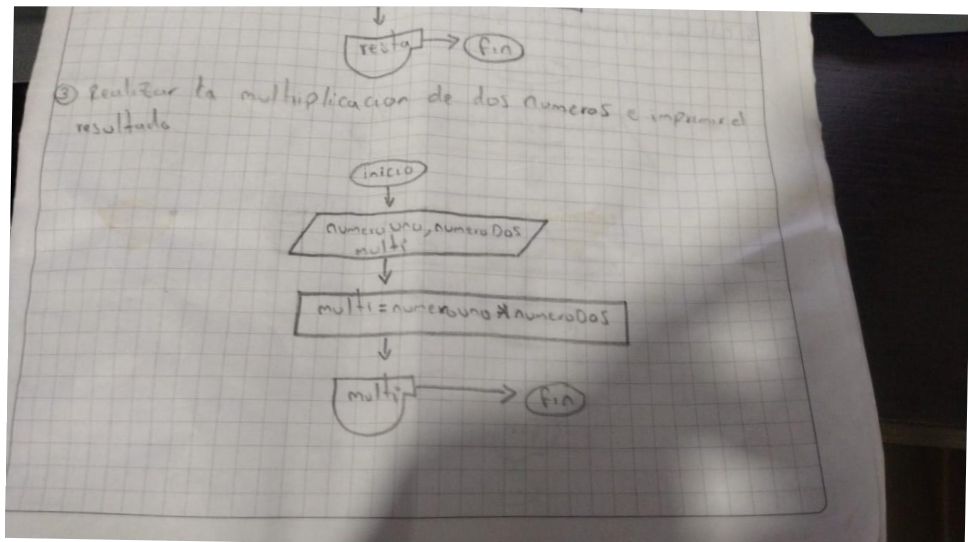 resta
fin
③ Realizar la multiplicacion de dos numeros e imprimir el
resultado
inicio
numerouno, numeroDos
multi
multi = numerouno * numeroDos
multi
fin